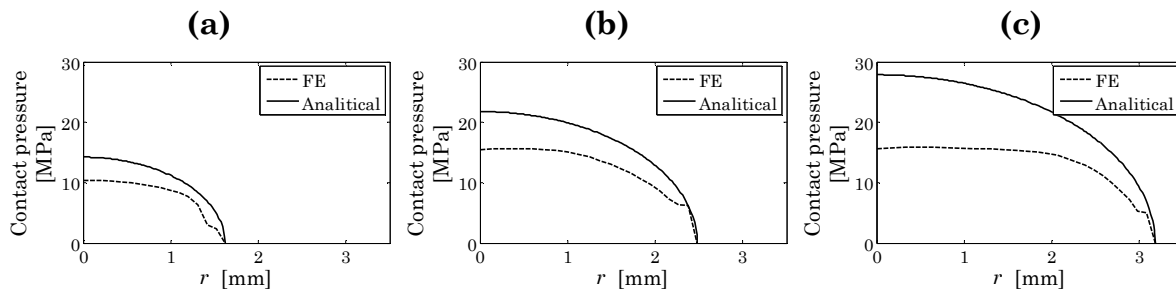 (a)
(b)
(c)
Contact pressure
[MPa]
30
20
10
0
FE
Analitical
0 1 2 3
r [mm]
Contact pressure
[MPa]
30
20
10
0
FE
Analitical
0 1 2 3
r [mm]
Contact pressure
[MPa]
30
20
10
0
FE
Analitical
0 1 2 3
r [mm]